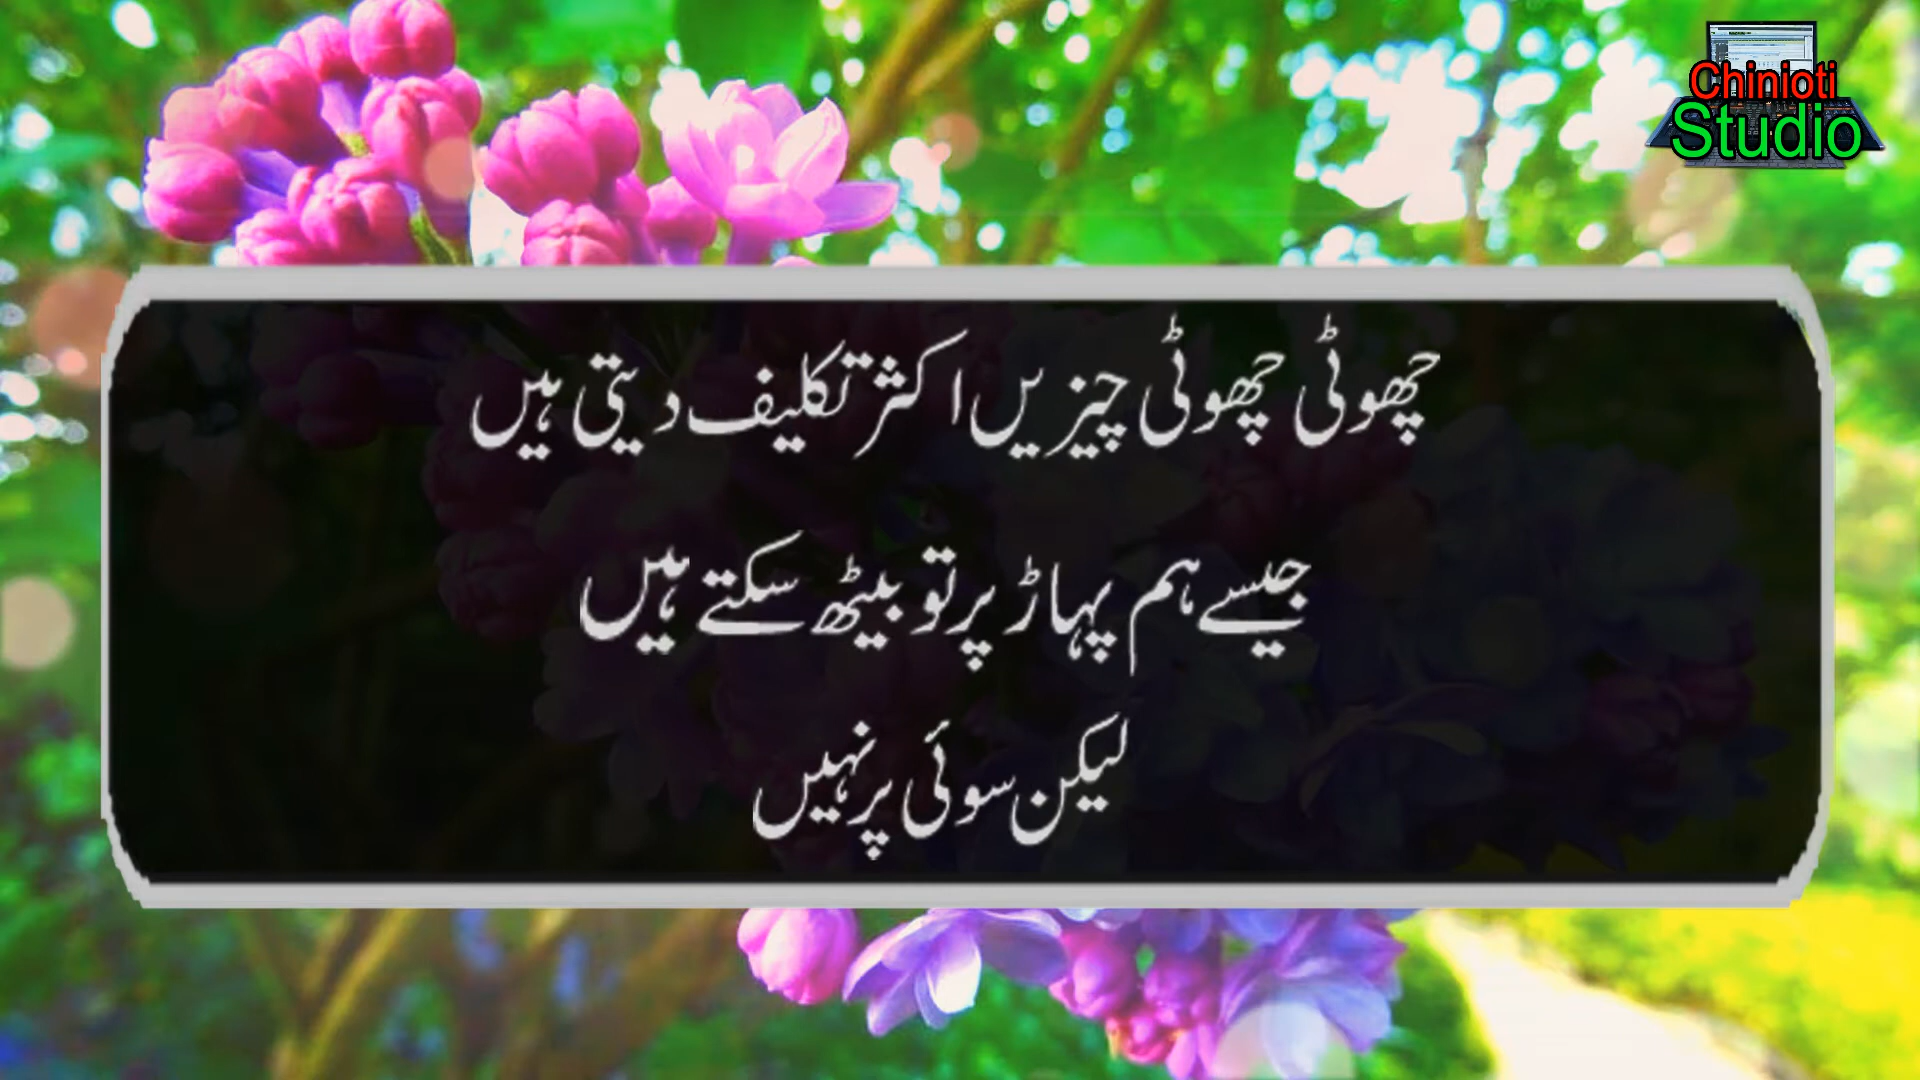 Chinioti
Studio
چھوٹی چھوٹی چیزیں اکثر تکلیف دیتی ہیں
جیسے ہم پہاڑ پر تو بیٹھ سکتے ہیں
لیکن سوئی پر نہیں